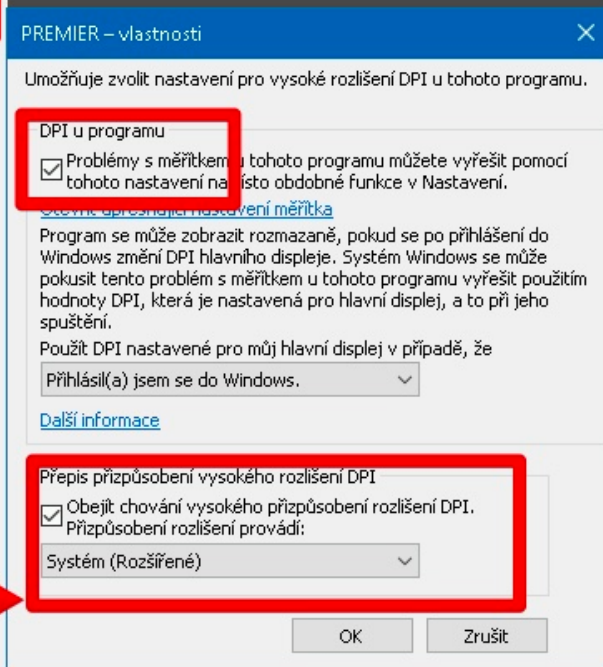 PREMIER – vlastnosti
Umožňuje zvolit nastavení pro vysoké rozlišení DPI u tohoto programu.
DPI u programu
Problémy s měřítkem u tohoto programu můžete vyřešit pomocí
tohoto nastavení namísto obdobné funkce v Nastavení.
Otevřít upřesňující nastavení měřítka
Program se může zobrazit rozmazaně, pokud se po přihlášení do
Windows změní DPI hlavního displeje. Systém Windows se může
pokusit tento problém s měřítkem u tohoto programu vyřešit použitím
hodnoty DPI, která je nastavená pro hlavní displej, a to při jeho
spuštění.
Použít DPI nastavené pro můj hlavní displej v případě, že
Přihlásil(a) jsem se do Windows.
Další informace
Přepis přizpůsobení vysokého rozlišení DPI
Obejít chování vysokého přizpůsobení rozlišení DPI.
Přizpůsobení rozlišení provádí:
Systém (Rozšířené)
OK
Zrušit